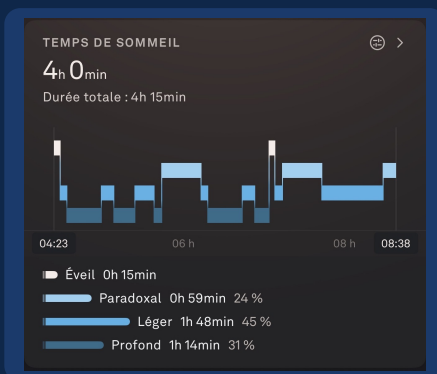 TEMPS DE SOMMEIL
4h 0min
Durée totale : 4h 15min
04:23 06 h 08 h 08:38
Éveil 0h 15min
Paradoxal 0h 59min 24 %
Léger 1h 48min 45 %
Profond 1h 14min 31 %